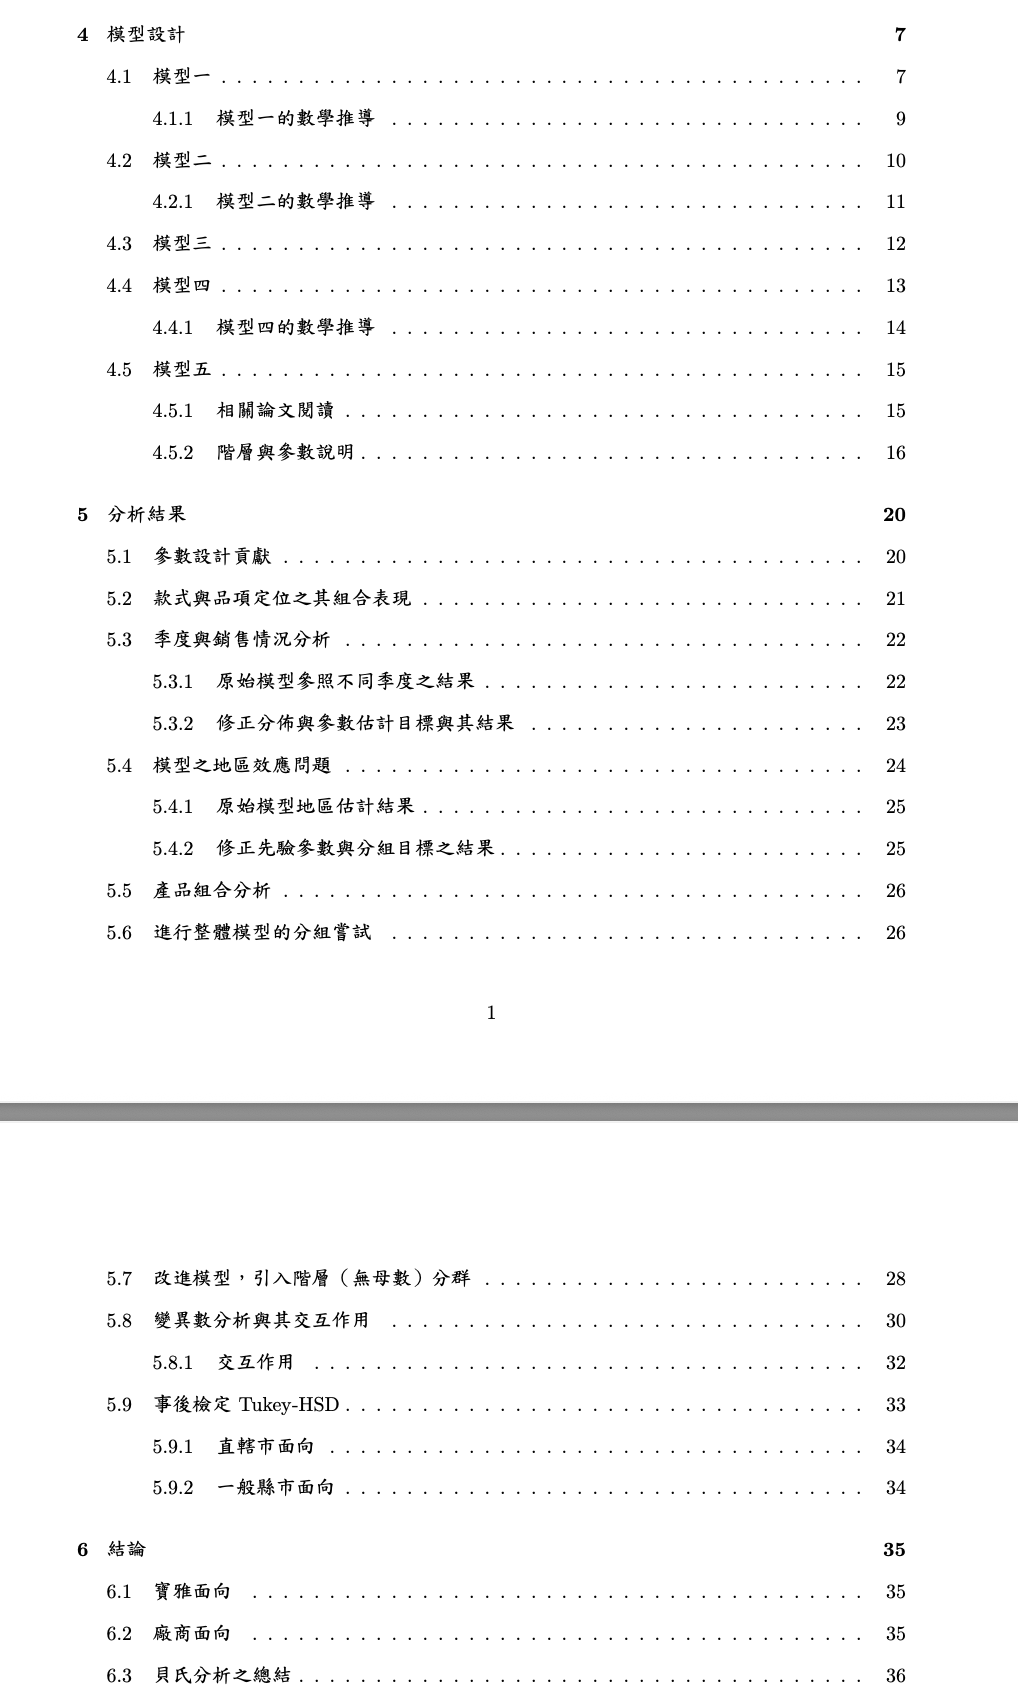 4 模型設計 7
4.1 模型一 . . . . . . . . . . . . . . . . . . . . . . . . . . . . . . . . . . . . . . . . . . 7
4.1.1 模型一的數學推導 . . . . . . . . . . . . . . . . . . . . . . . . . . . . . . . 9
4.2 模型二 . . . . . . . . . . . . . . . . . . . . . . . . . . . . . . . . . . . . . . . . . . 10
4.2.1 模型二的數學推導 . . . . . . . . . . . . . . . . . . . . . . . . . . . . . . . 11
4.3 模型三 . . . . . . . . . . . . . . . . . . . . . . . . . . . . . . . . . . . . . . . . . . 12
4.4 模型四 . . . . . . . . . . . . . . . . . . . . . . . . . . . . . . . . . . . . . . . . . . 13
4.4.1 模型四的數學推導 . . . . . . . . . . . . . . . . . . . . . . . . . . . . . . . 14
4.5 模型五 . . . . . . . . . . . . . . . . . . . . . . . . . . . . . . . . . . . . . . . . . . 15
4.5.1 相關論文閱讀 . . . . . . . . . . . . . . . . . . . . . . . . . . . . . . . . . . 15
4.5.2 階層與參數說明 . . . . . . . . . . . . . . . . . . . . . . . . . . . . . . . . . 16
5 分析結果 20
5.1 參數設計貢獻 . . . . . . . . . . . . . . . . . . . . . . . . . . . . . . . . . . . . . . 20
5.2 款式與品項定位之其組合表現 . . . . . . . . . . . . . . . . . . . . . . . . . . . . . 21
5.3 季度與銷售情況分析 . . . . . . . . . . . . . . . . . . . . . . . . . . . . . . . . . . 22
5.3.1 原始模型參照不同季度之結果 . . . . . . . . . . . . . . . . . . . . . . . . . 22
5.3.2 修正分佈與參數估計目標與其結果 . . . . . . . . . . . . . . . . . . . . . . 23
5.4 模型之地區效應問題 . . . . . . . . . . . . . . . . . . . . . . . . . . . . . . . . . . 24
5.4.1 原始模型地區估計結果 . . . . . . . . . . . . . . . . . . . . . . . . . . . . . 25
5.4.2 修正先驗參數與分組目標之結果 . . . . . . . . . . . . . . . . . . . . . . . . 25
5.5 產品組合分析 . . . . . . . . . . . . . . . . . . . . . . . . . . . . . . . . . . . . . . 26
5.6 進行整體模型的分組嘗試 . . . . . . . . . . . . . . . . . . . . . . . . . . . . . . . 26
1
5.7 改進模型，引入階層（無母數）分群 . . . . . . . . . . . . . . . . . . . . . . . . . 28
5.8 變異數分析與其交互作用 . . . . . . . . . . . . . . . . . . . . . . . . . . . . . . . 30
5.8.1 交互作用 . . . . . . . . . . . . . . . . . . . . . . . . . . . . . . . . . . . . 32
5.9 事後檢定 Tukey-HSD . . . . . . . . . . . . . . . . . . . . . . . . . . . . . . . . . . 33
5.9.1 直轄市面向 . . . . . . . . . . . . . . . . . . . . . . . . . . . . . . . . . . . 34
5.9.2 一般縣市面向 . . . . . . . . . . . . . . . . . . . . . . . . . . . . . . . . . . 34
6 結論 35
6.1 寶雅面向 . . . . . . . . . . . . . . . . . . . . . . . . . . . . . . . . . . . . . . . . 35
6.2 廠商面向 . . . . . . . . . . . . . . . . . . . . . . . . . . . . . . . . . . . . . . . . 35
6.3 貝氏分析之總結 . . . . . . . . . . . . . . . . . . . . . . . . . . . . . . . . . . . . . 36